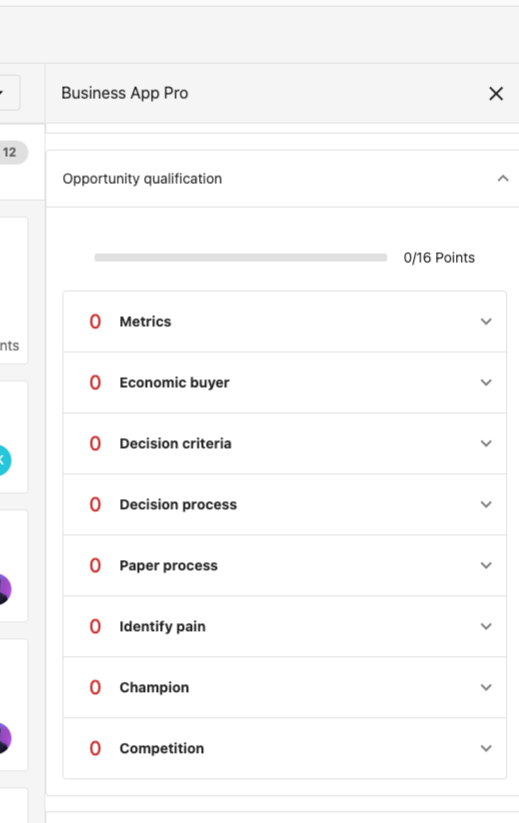 Business App Pro
12
Opportunity qualification
0/16 Points
nts
0 Metrics
0 Economic buyer
0 Decision criteria
0 Decision process
0 Paper process
0 Identify pain
0 Champion
0 Competition